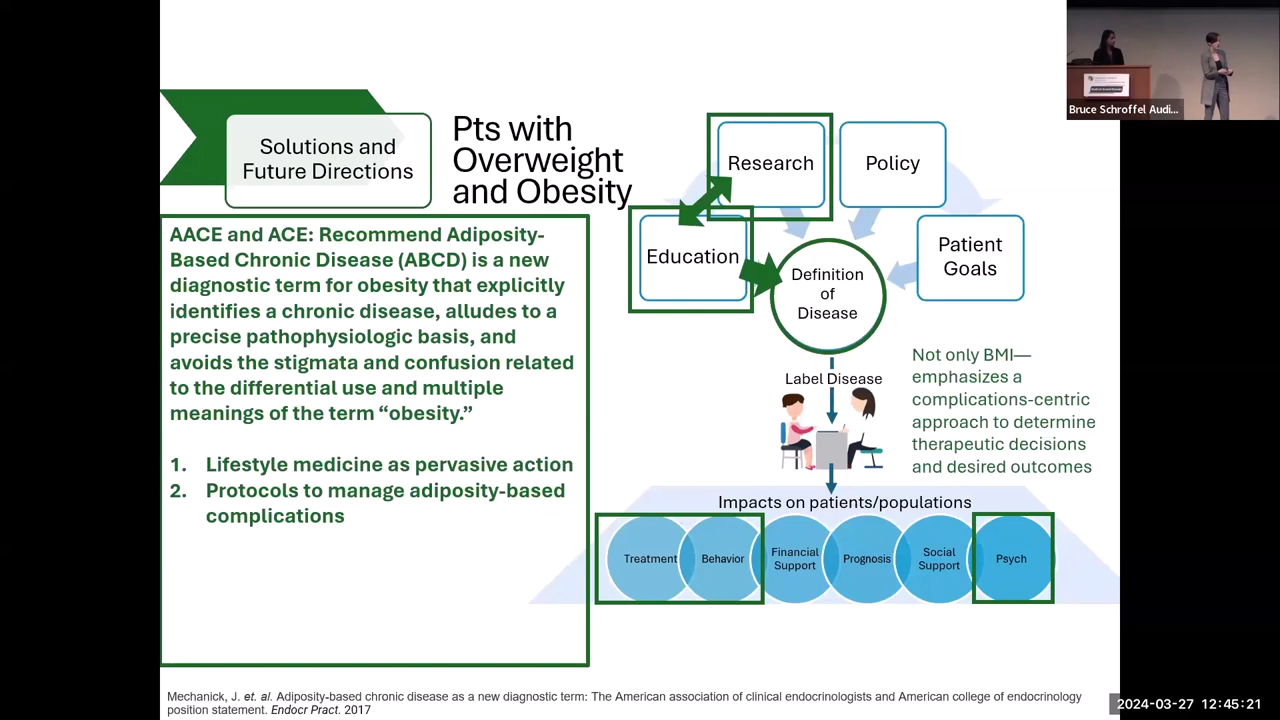 Bruce Schroffel Audi...
Solutions and
Future Directions
Pts with
Overweight
and Obesity
AACE and ACE: Recommend Adiposity-
Based Chronic Disease (ABCD) is a new
diagnostic term for obesity that explicitly
identifies a chronic disease, alludes to a
precise pathophysiologic basis, and
avoids the stigmata and confusion related
to the differential use and multiple
meanings of the term “obesity.”
1. Lifestyle medicine as pervasive action
2. Protocols to manage adiposity-based
complications
Research
Policy
Education
Patient
Goals
Definition
of
Disease
Label Disease
Not only BMI—
emphasizes a
complications-centric
approach to determine
therapeutic decisions
and desired outcomes
Impacts on patients/populations
Treatment
Behavior
Financial
Support
Prognosis
Social
Support
Psych
Mechanick, J. et. al. Adiposity-based chronic disease as a new diagnostic term: The American association of clinical endocrinologists and American college of endocrinology
position statement. Endocr Pract. 2017
2024-03-27 12:45:21